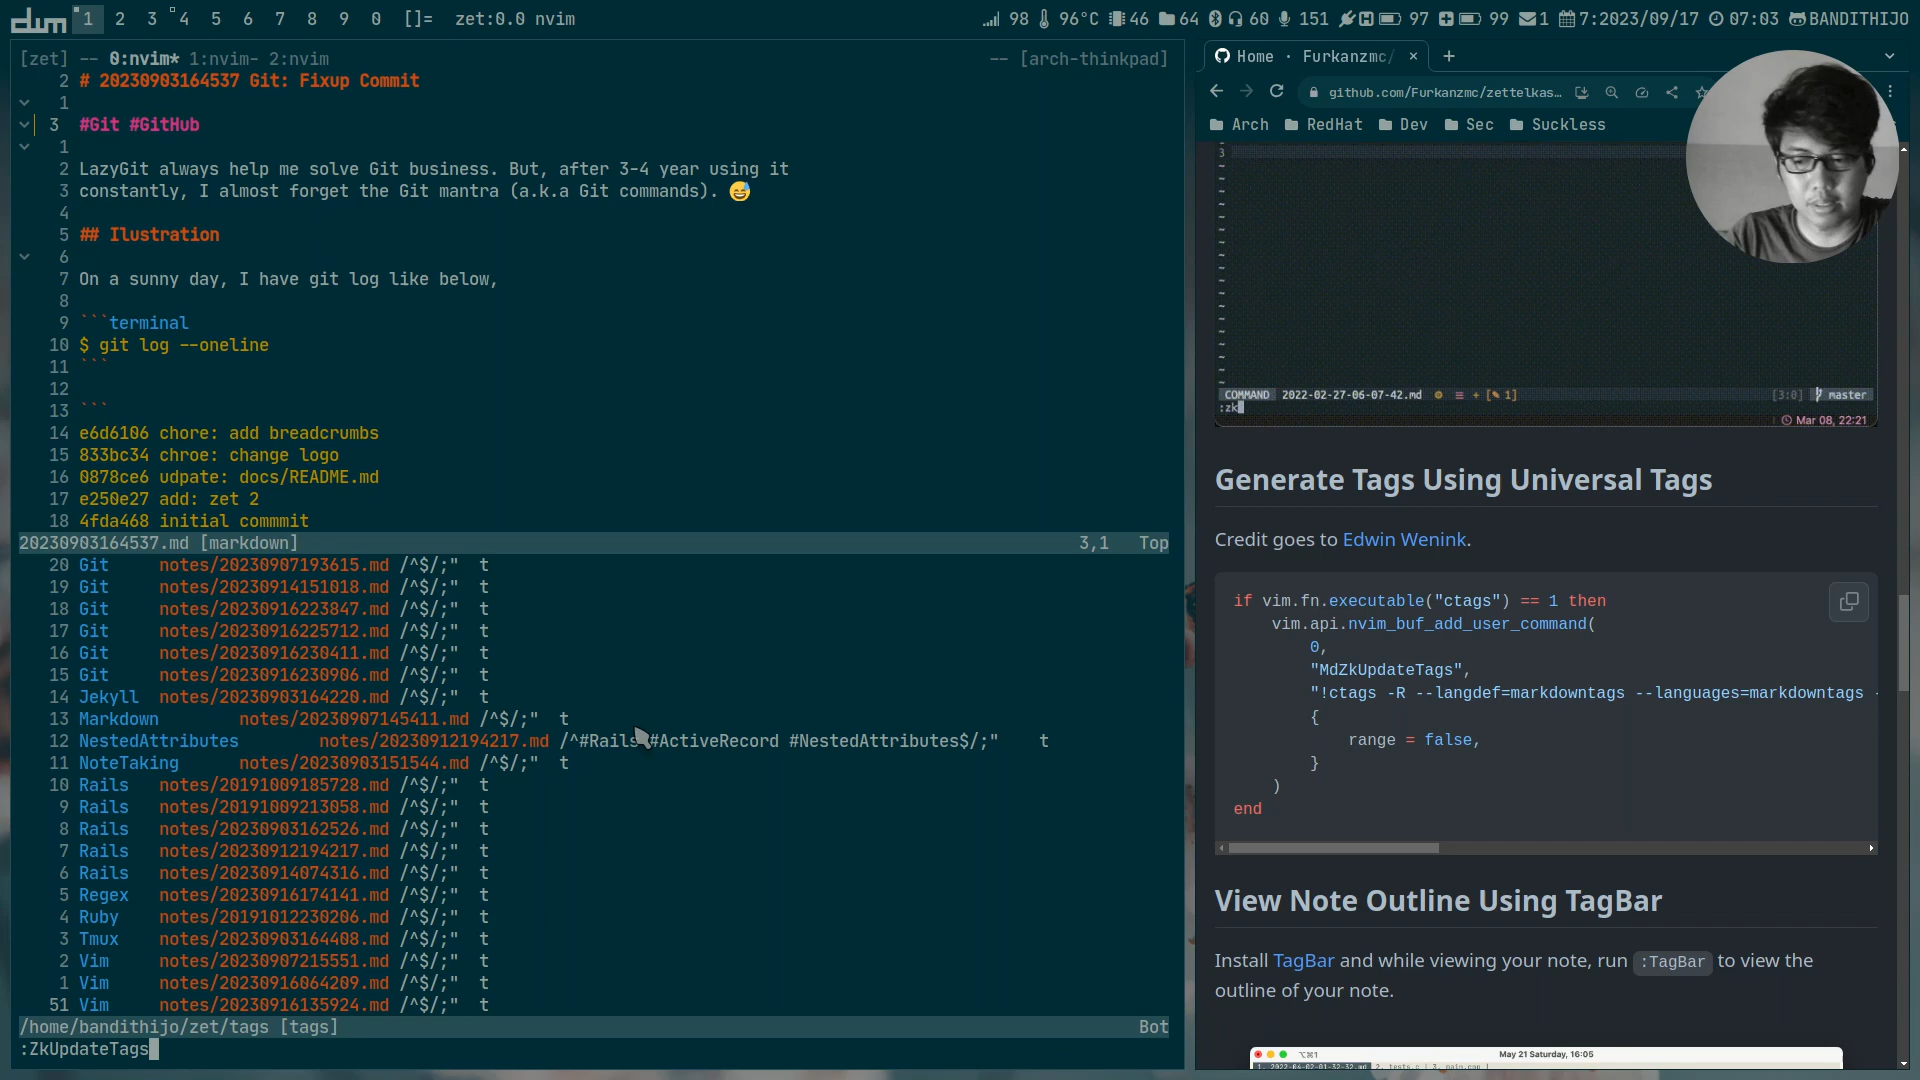 dwm 1 2 3 4 5 6 7 8 9 0 []= zet:0.0 nvim 98 96°C 46 64 60 151 97 99 1 7:2023/09/17 07:03 BANDITHIJO
[zet] -- 0:nvim* 1:nvim- 2:nvim -- [arch-thinkpad]
2 # 20230903164537 Git: Fixup Commit
1
3 #Git #GitHub
1
2 LazyGit always help me solve Git business. But, after 3-4 year using it
3 constantly, I almost forget the Git mantra (a.k.a Git commands). 😅
4
5 ## Ilustration
6
7 On a sunny day, I have git log like below,
8
9 ```terminal
10 $ git log --oneline
11 ```
12
13 ```
14 e6d6106 chore: add breadcrumbs
15 833bc34 chroe: change logo
16 0878ce6 udpate: docs/README.md
17 e250e27 add: zet 2
18 4fda468 initial commmit
20230903164537.md [markdown] 3,1 Top
20 Git notes/20230907193615.md /^$/;" t
19 Git notes/20230914151018.md /^$/;" t
18 Git notes/20230916223847.md /^$/;" t
17 Git notes/20230916225712.md /^$/;" t
16 Git notes/20230916230411.md /^$/;" t
15 Git notes/20230916230906.md /^$/;" t
14 Jekyll notes/20230903164220.md /^$/;" t
13 Markdown notes/20230907145411.md /^$/;" t
12 NestedAttributes notes/20230912194217.md /^#Rails #ActiveRecord #NestedAttributes$/;" t
11 NoteTaking notes/20230903151544.md /^$/;" t
10 Rails notes/20191009185728.md /^$/;" t
9 Rails notes/20191009213058.md /^$/;" t
8 Rails notes/20230903162526.md /^$/;" t
7 Rails notes/20230912194217.md /^$/;" t
6 Rails notes/20230914074316.md /^$/;" t
5 Regex notes/20230916174141.md /^$/;" t
4 Ruby notes/20191012230206.md /^$/;" t
3 Tmux notes/20230903164408.md /^$/;" t
2 Vim notes/20230907215551.md /^$/;" t
1 Vim notes/20230916064209.md /^$/;" t
51 Vim notes/20230916135924.md /^$/;" t
/home/bandithijo/zet/tags [tags] Bot
:ZkUpdateTags
Home · Furkanzmc/
github.com/Furkanzmc/zettelkas...
Arch RedHat Dev Sec Suckless
3
COMMAND 2022-02-27-06-07-42.md + [✎ 1] [3:0] master
:zk
Mar 08, 22:21
Generate Tags Using Universal Tags
Credit goes to Edwin Wenink.
if vim.fn.executable("ctags") == 1 then
vim.api.nvim_buf_add_user_command(
0,
"MdZkUpdateTags",
"!ctags -R --langdef=markdowntags --languages=markdowntags -
{
range = false,
}
)
end
View Note Outline Using TagBar
Install TagBar and while viewing your note, run :TagBar to view the
outline of your note.
⌥⌘1 May 21 Saturday, 16:05